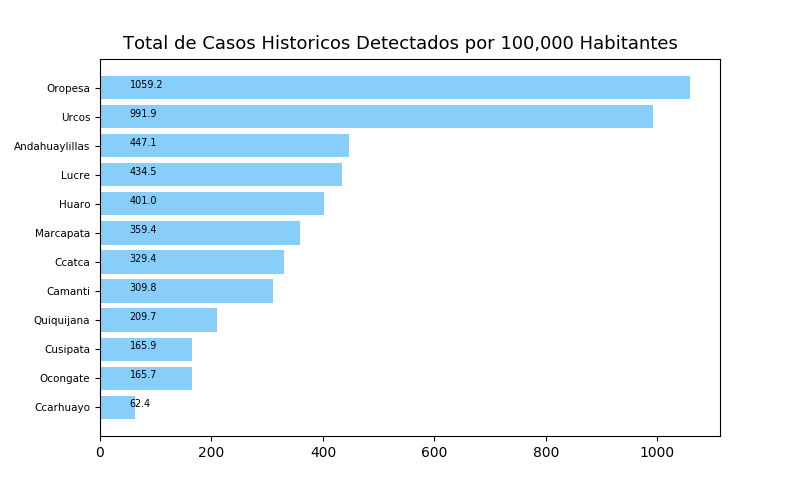 Total de Casos Historicos Detectados por 100,000 Habitantes
Oropesa 1059.2
Urcos 991.9
Andahuaylillas 447.1
Lucre 434.5
Huaro 401.0
Marcapata 359.4
Ccatca 329.4
Camanti 309.8
Quiquijana 209.7
Cusipata 165.9
Ocongate 165.7
Ccarhuayo 62.4
0 200 400 600 800 1000